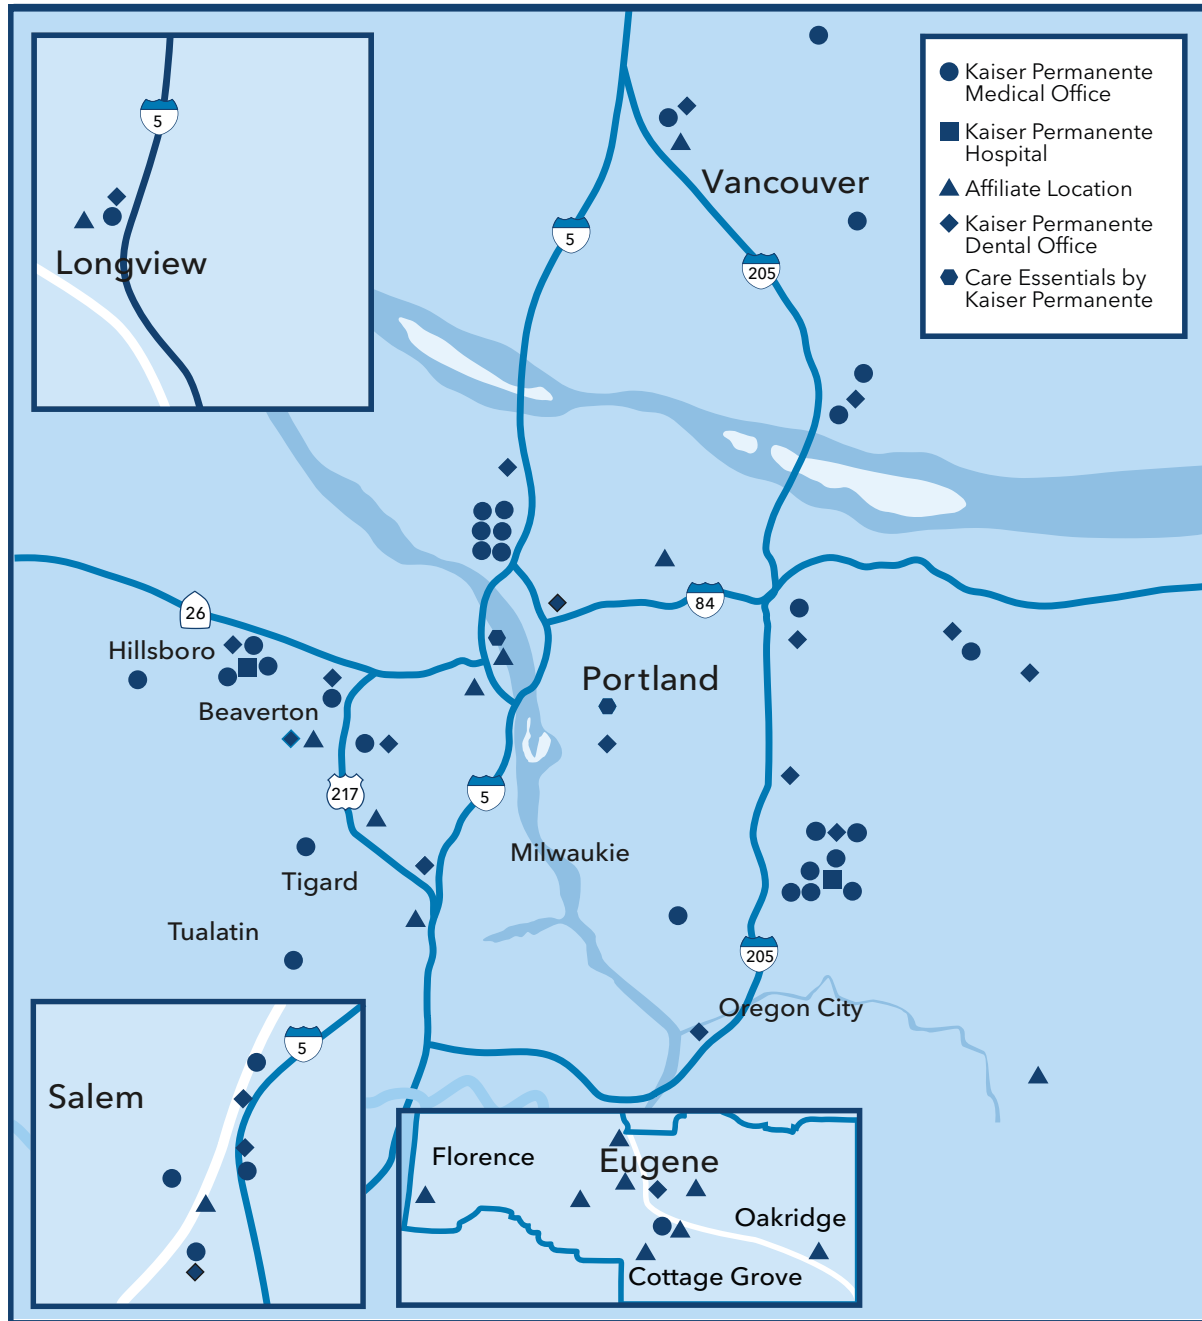 Kaiser Permanente
Medical Office
Kaiser Permanente
Hospital
Affiliate Location
Kaiser Permanente
Dental Office
Care Essentials by
Kaiser Permanente
5
Longview
Vancouver
5
205
26
84
Hillsboro
Portland
Beaverton
217
5
Milwaukie
Tigard
Tualatin
205
Oregon City
5
Salem
Florence
Eugene
Oakridge
Cottage Grove